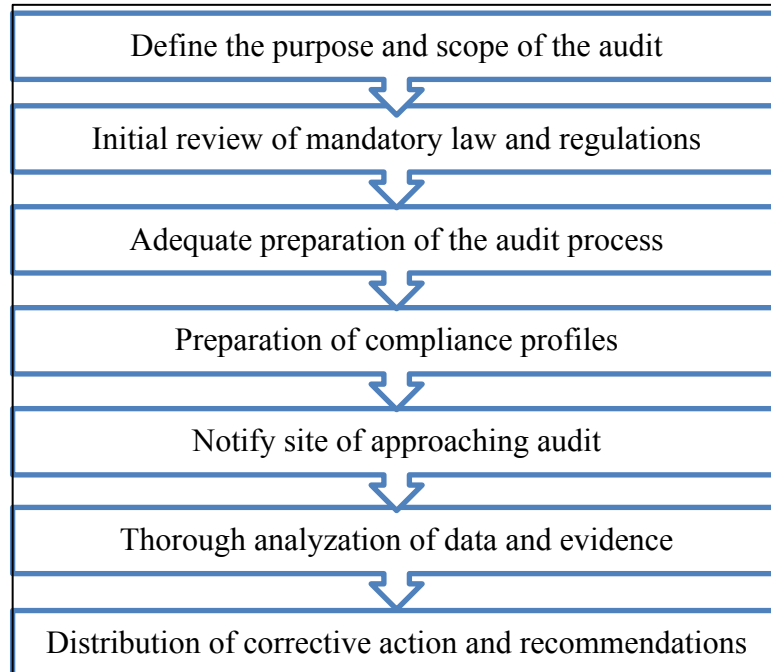 Define the purpose and scope of the audit
Initial review of mandatory law and regulations
Adequate preparation of the audit process
Preparation of compliance profiles
Notify site of approaching audit
Thorough analyzation of data and evidence
Distribution of corrective action and recommendations